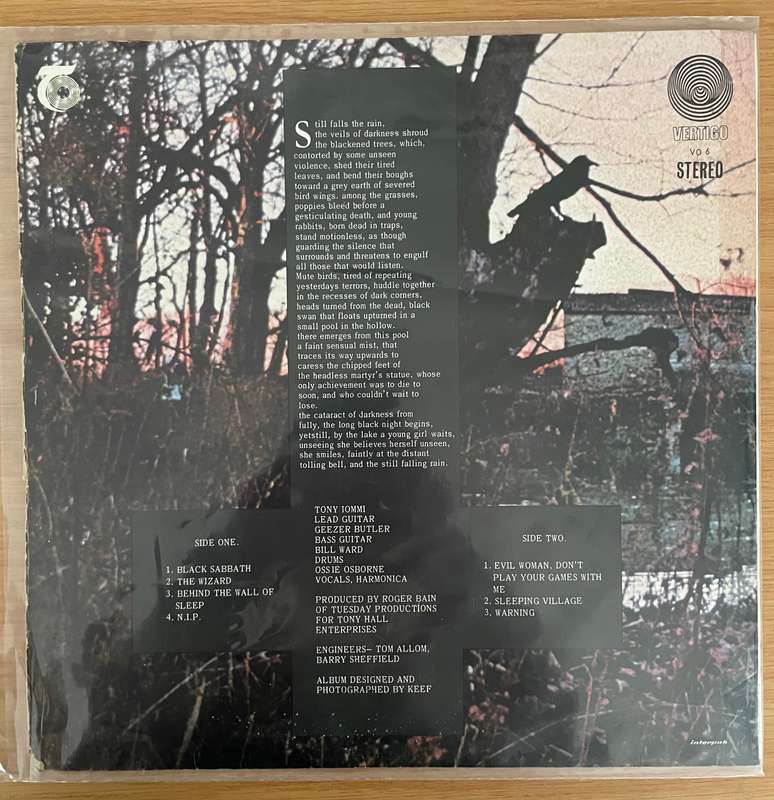 VERTIGO
VO 6
STEREO
Still falls the rain,
the veils of darkness shroud
the blackened trees, which,
contorted by some unseen
violence, shed their tired
leaves, and bend their boughs
toward a grey earth of severed
bird wings. among the grasses,
poppies bleed before a
gesticulating death, and young
rabbits, born dead in traps,
stand motionless, as though
guarding the silence that
surrounds and threatens to engulf
all those that would listen.
Mute birds, tired of repeating
yesterdays terrors, huddle together
in the recesses of dark corners,
heads turned from the dead, black
swan that floats upturned in a
small pool in the hollow.
there emerges from this pool
a faint sensual mist, that
traces its way upwards to
caress the chipped feet of
the headless martyr's statue, whose
only achievement was to die to
soon, and who couldn't wait to
lose.
the cataract of darkness from
fully, the long black night begins,
yetstill, by the lake a young girl waits,
unseeing she believes herself unseen,
she smiles, faintly at the distant
tolling bell, and the still falling rain.
SIDE ONE.
1. BLACK SABBATH
2. THE WIZARD
3. BEHIND THE WALL OF
SLEEP
4. N.I.P.
TONY IOMMI
LEAD GUITAR
GEEZER BUTLER
BASS GUITAR
BILL WARD
DRUMS
OSSIE OSBORNE
VOCALS, HARMONICA
PRODUCED BY ROGER BAIN
OF TUESDAY PRODUCTIONS
FOR TONY HALL
ENTERPRISES
ENGINEERS- TOM ALLOM,
BARRY SHEFFIELD
ALBUM DESIGNED AND
PHOTOGRAPHED BY KEEF
SIDE TWO.
1. EVIL WOMAN, DON'T
PLAY YOUR GAMES WITH
ME
2. SLEEPING VILLAGE
3. WARNING
interpak